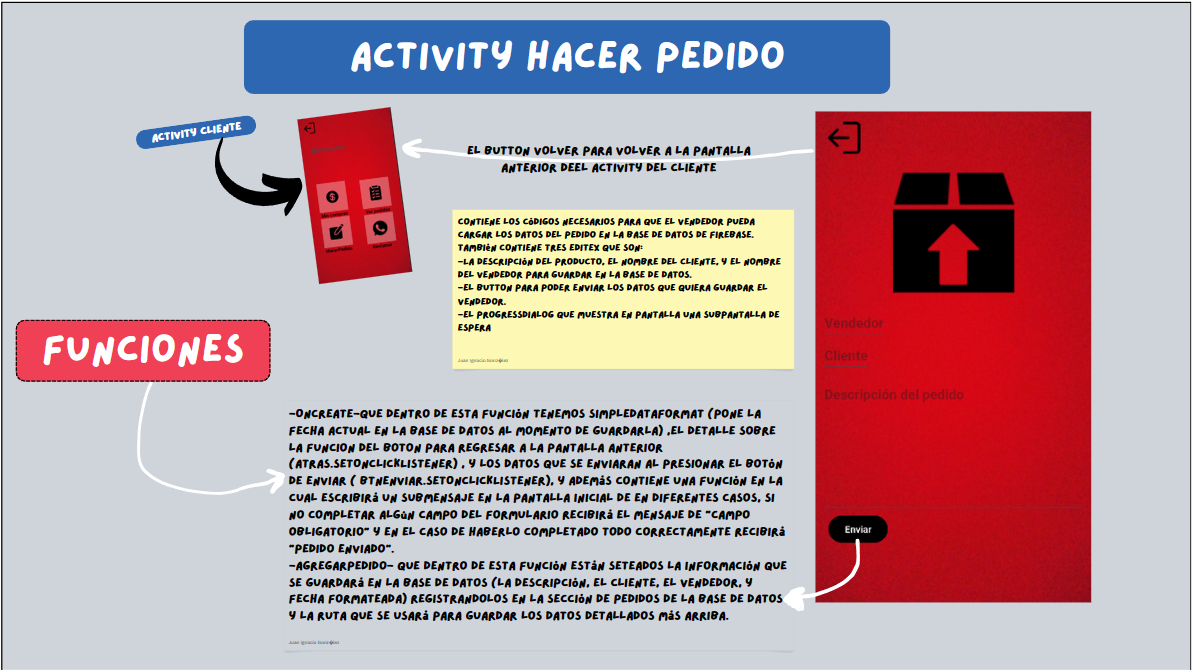 ACTIVITY HACER PEDIDO
ACTIVITY CLIENTE
EL BUTTON VOLVER PARA VOLVER A LA PANTALLA
ANTERIOR DEEL ACTIVITY DEL CLIENTE
CONTIENE LOS CÓDIGOS NECESARIOS PARA QUE EL VENDEDOR PUEDA
CARGAR LOS DATOS DEL PEDIDO EN LA BASE DE DATOS DE FIREBASE.
TAMBIÉN CONTIENE TRES EDITEX QUE SON:
-LA DESCRIPCIÓN DEL PRODUCTO, EL NOMBRE DEL CLIENTE, Y EL NOMBRE
DEL VENDEDOR PARA GUARDAR EN LA BASE DE DATOS.
-EL BUTTON PARA PODER ENVIAR LOS DATOS QUE QUIERA GUARDAR EL
VENDEDOR.
-EL PROGRESSDIALOG QUE MUESTRA EN PANTALLA UNA SUBPANTALLA DE
ESPERA
Juan Ignacio
Vendedor
Cliente
Descripción del pedido
Enviar
FUNCIONES
-ONCREATE-QUE DENTRO DE ESTA FUNCIÓN TENEMOS SIMPLEDATAFORMAT (PONE LA
FECHA ACTUAL EN LA BASE DE DATOS AL MOMENTO DE GUARDARLA) ,EL DETALLE SOBRE
LA FUNCION DEL BOTON PARA REGRESAR A LA PANTALLA ANTERIOR
(ATRAS.SETONCLICKLISTENER) , Y LOS DATOS QUE SE ENVIARAN AL PRESIONAR EL BOTÓN
DE ENVIAR ( BTNENVIAR.SETONCLICKLISTENER), Y ADEMÁS CONTIENE UNA FUNCIÓN EN LA
CUAL ESCRIBIRÁ UN SUBMENSAJE EN LA PANTALLA INICIAL DE EN DIFERENTES CASOS, SI
NO COMPLETAR ALGÚN CAMPO DEL FORMULARIO RECIBIRÁ EL MENSAJE DE "CAMPO
OBLIGATORIO" Y EN EL CASO DE HABERLO COMPLETADO TODO CORRECTAMENTE RECIBIRÁ
"PEDIDO ENVIADO".
-AGREGARPEDIDO- QUE DENTRO DE ESTA FUNCIÓN ESTÁN SETEADOS LA INFORMACIÓN QUE
SE GUARDARÁ EN LA BASE DE DATOS (LA DESCRIPCIÓN, EL CLIENTE, EL VENDEDOR, Y
FECHA FORMATEADA) REGISTRANDOLOS EN LA SECCIÓN DE PEDIDOS DE LA BASE DE DATOS
Y LA RUTA QUE SE USARÁ PARA GUARDAR LOS DATOS DETALLADOS MÁS ARRIBA.
Juan Ignacio